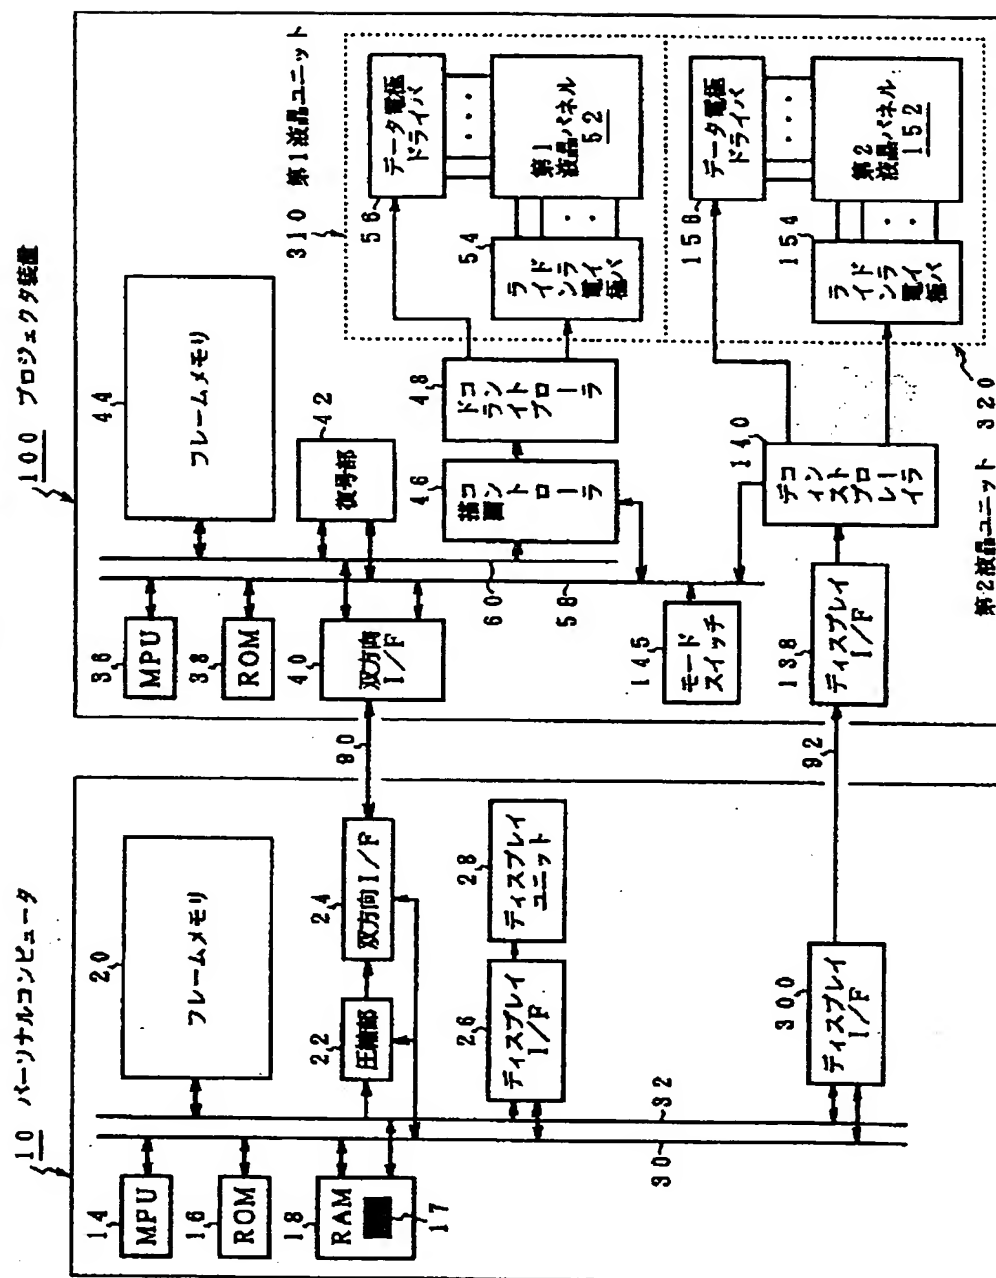 10 パーソナルコンピュータ
14
MPU
16
ROM
18
RAM
17
20
フレームメモリ
22
圧縮部
24
双方向I/F
26
ディスプレイ
I/F
28
ディスプレイ
ユニット
30
32
300
ディスプレイ
I/F
90
92
100 プロジェクタ装置
36
MPU
38
ROM
40
双方向
I/F
44
フレームメモリ
42
復号部
46
描画
コントローラ
48
ドライブ
コントローラ
60
58
145
モード
スイッチ
138
ディスプレイ
I/F
140
ディスプレイ
コントローラ
310 第1液晶ユニット
56
データ電極
ドライバ
54
ライン電極
ドライバ
第1
液晶パネル
52
156
データ電極
ドライバ
154
ライン電極
ドライバ
第2
液晶パネル
152
第2液晶ユニット 320